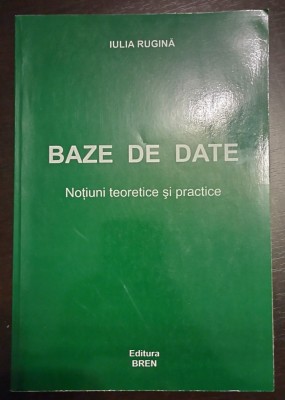 IULIA RUGINĂ
BAZE DE DATE
Noțiuni teoretice și practice
Editura
BREN